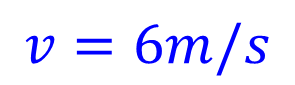 v = 6m/s